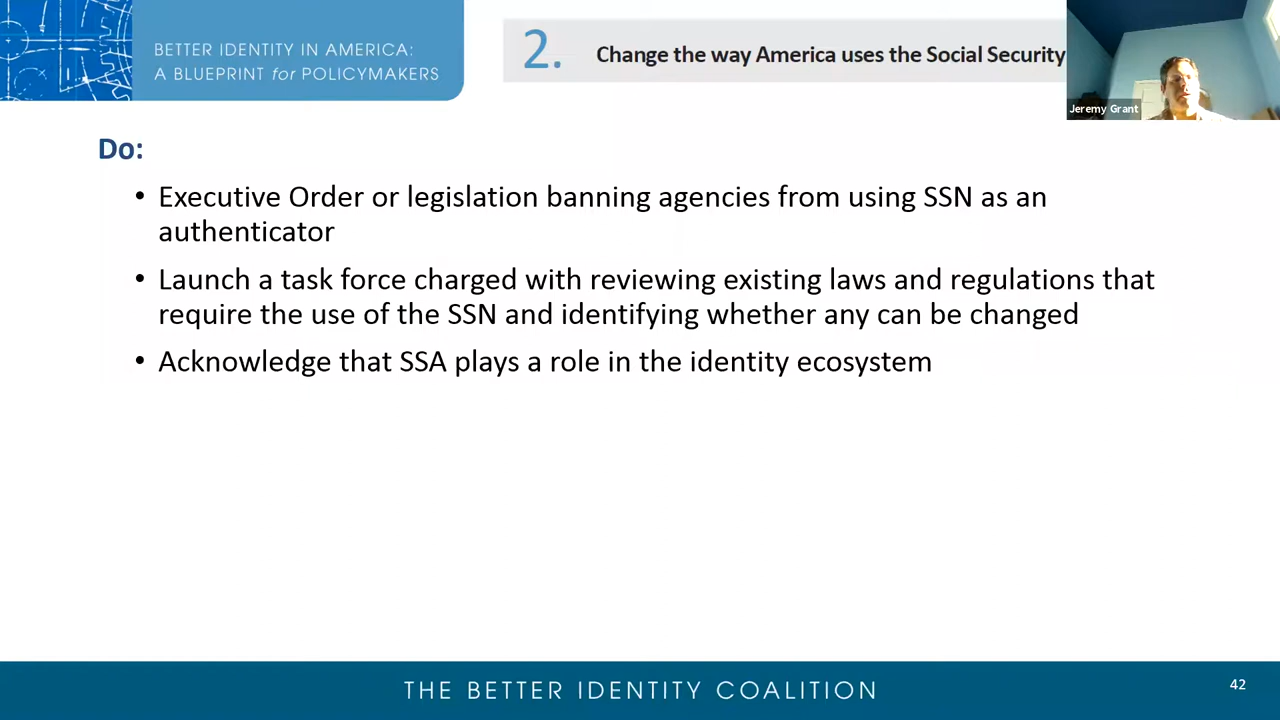 BETTER IDENTITY IN AMERICA:
A BLUEPRINT for POLICYMAKERS
2. Change the way America uses the Social Security
Jeremy Grant
Do:
• Executive Order or legislation banning agencies from using SSN as an
authenticator
• Launch a task force charged with reviewing existing laws and regulations that
require the use of the SSN and identifying whether any can be changed
• Acknowledge that SSA plays a role in the identity ecosystem
THE BETTER IDENTITY COALITION
42